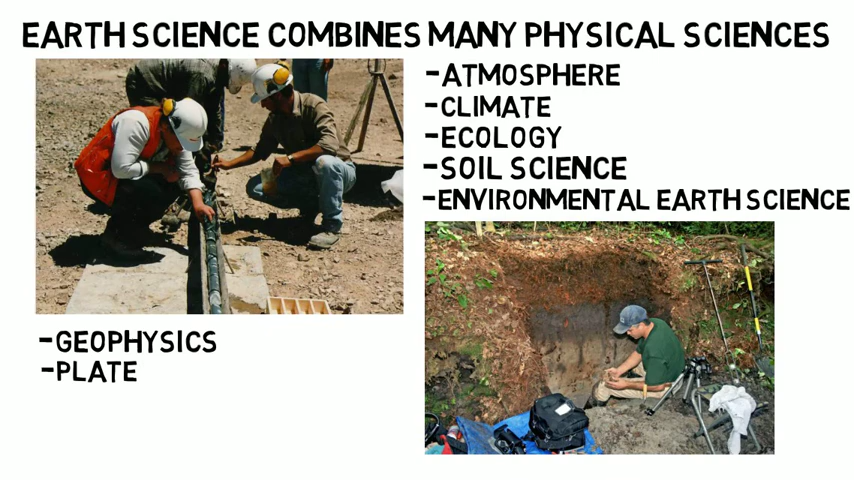 EARTH SCIENCE COMBINES MANY PHYSICAL SCIENCES
-ATMOSPHERE
-CLIMATE
-ECOLOGY
-SOIL SCIENCE
-ENVIRONMENTAL EARTH SCIENCE
-GEOPHYSICS
-PLATE